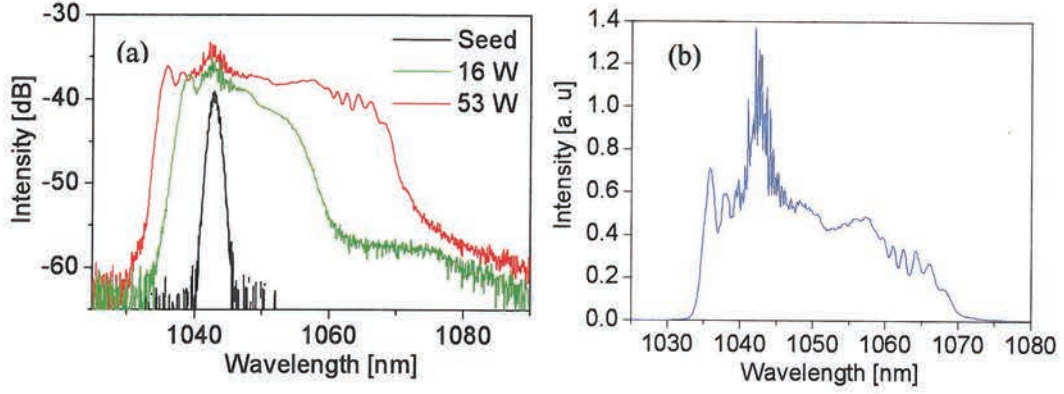 (a)
Seed
16 W
53 W
Intensity [dB]
-30
-40
-50
-60
1040
1060
1080
Wavelength [nm]
(b)
Intensity [a. u]
1.4
1.2
1.0
0.8
0.6
0.4
0.2
0.0
1030
1040
1050
1060
1070
1080
Wavelength [nm]